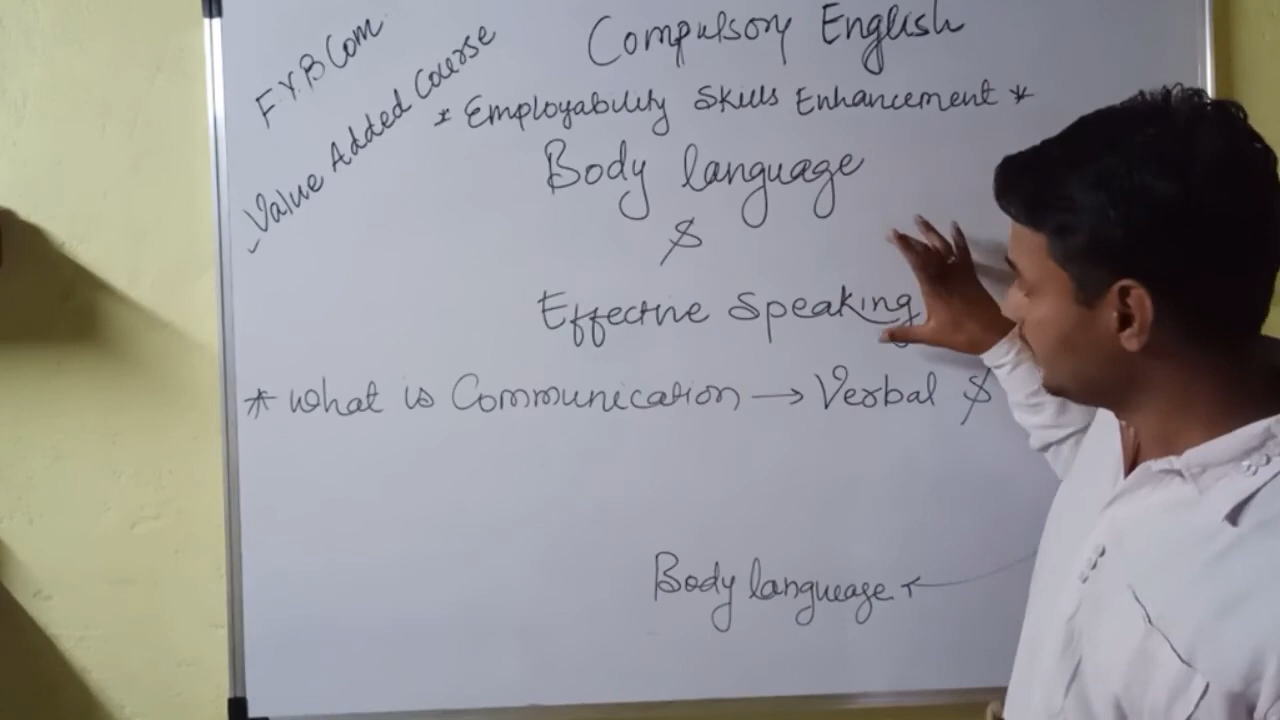 F.Y.B Com
Value Added Course
Compulsory English
* Employability Skills Enhancement *
Body language
&
Effective Speaking
* What is Communication → Verbal &
Body language ←